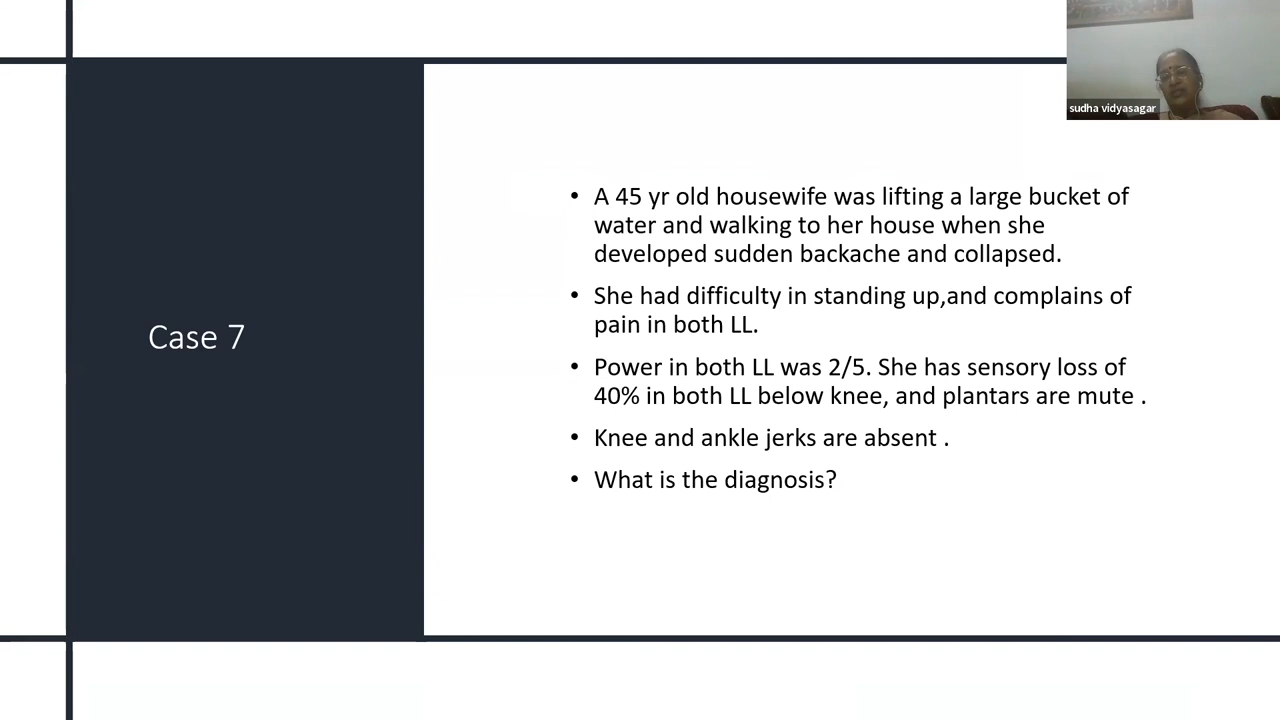 sudha vidyasagar
Case 7
• A 45 yr old housewife was lifting a large bucket of
water and walking to her house when she
developed sudden backache and collapsed.
• She had difficulty in standing up,and complains of
pain in both LL.
• Power in both LL was 2/5. She has sensory loss of
40% in both LL below knee, and plantars are mute .
• Knee and ankle jerks are absent .
• What is the diagnosis?